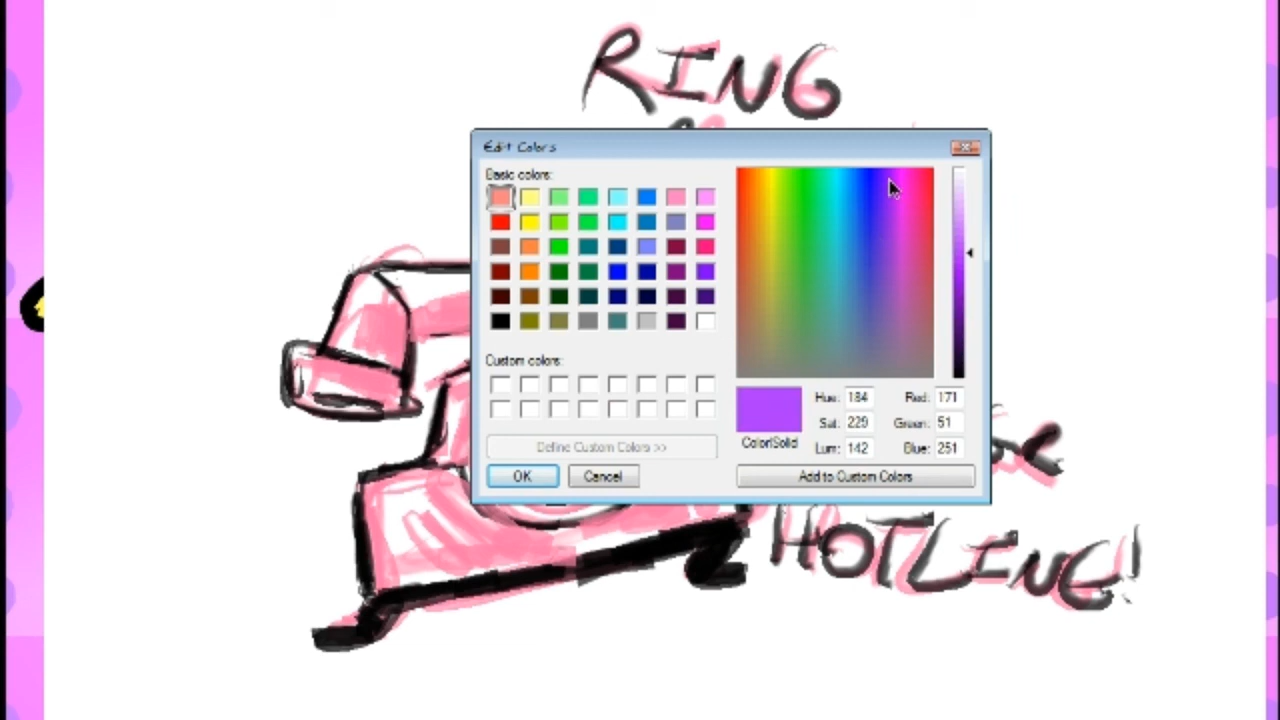 RING
Edit Colors
Basic colors:
Custom colors:
Define Custom Colors >>
OK
Cancel
Hue: 184
Red: 171
Sat: 229
Green: 51
Color|Solid
Lum: 142
Blue: 251
Add to Custom Colors
HOTLING!